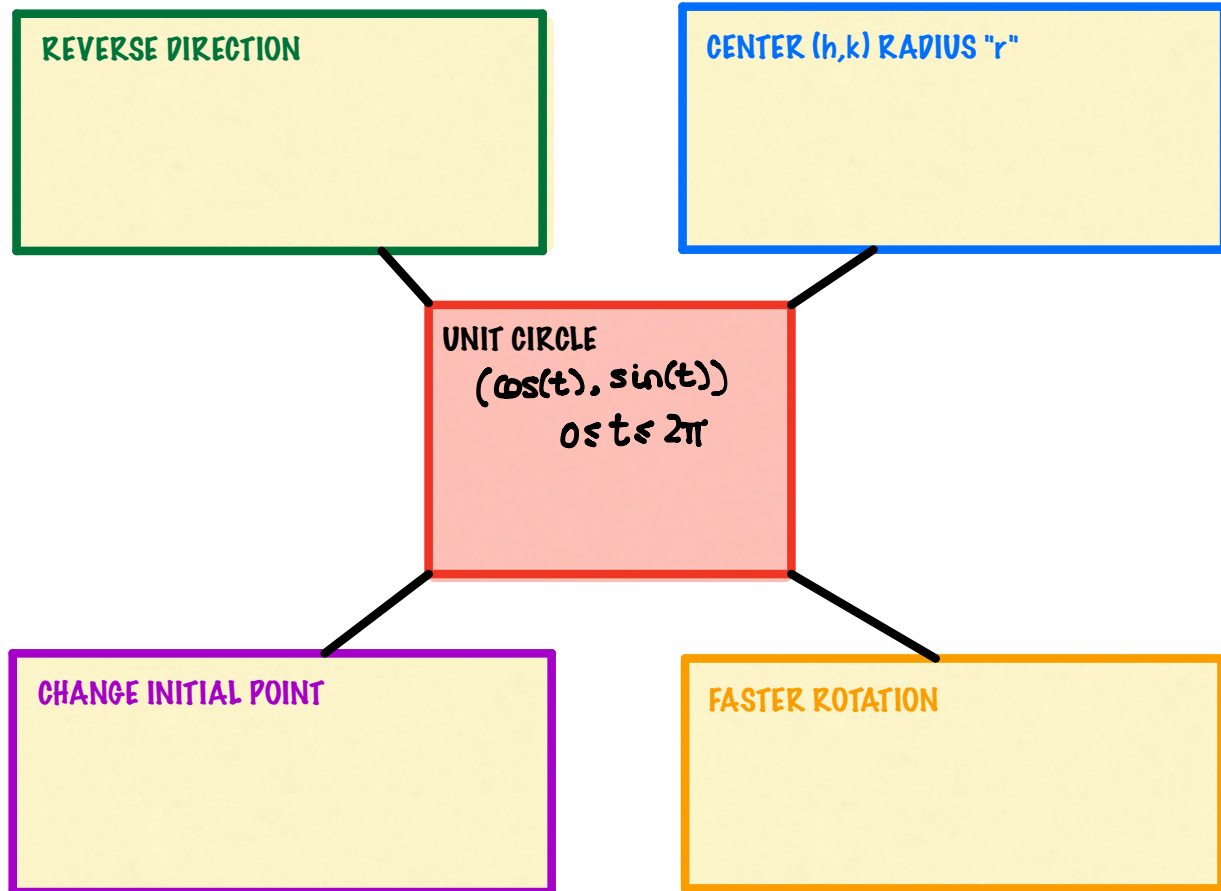 REVERSE DIRECTION
CENTER (h,k) RADIUS "r"
UNIT CIRCLE
(cos(t), sin(t))
0≤t≤2π
CHANGE INITIAL POINT
FASTER ROTATION